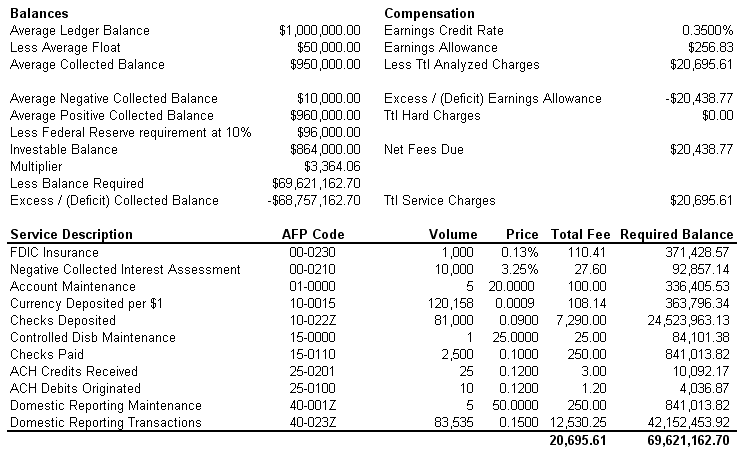 Balances Compensation
Average Ledger Balance $1,000,000.00 Earnings Credit Rate 0.3500%
Less Average Float $50,000.00 Earnings Allowance $256.83
Average Collected Balance $950,000.00 Less Ttl Analyzed Charges $20,695.61
Average Negative Collected Balance $10,000.00 Excess / (Deficit) Earnings Allowance -$20,438.77
Average Positive Collected Balance $960,000.00 Ttl Hard Charges $0.00
Less Federal Reserve requirement at 10% $96,000.00
Investable Balance $864,000.00 Net Fees Due $20,438.77
Multiplier $3,364.06
Less Balance Required $69,621,162.70
Excess / (Deficit) Collected Balance -$68,757,162.70 Ttl Service Charges $20,695.61
Service Description AFP Code Volume Price Total Fee Required Balance
FDIC Insurance 00-0230 1,000 0.13% 110.41 371,428.57
Negative Collected Interest Assessment 00-0210 10,000 3.25% 27.60 92,857.14
Account Maintenance 01-0000 5 20.0000 100.00 336,405.53
Currency Deposited per $1 10-0015 120,158 0.0009 108.14 363,796.34
Checks Deposited 10-022Z 81,000 0.0900 7,290.00 24,523,963.13
Controlled Disb Maintenance 15-0000 1 25.0000 25.00 84,101.38
Checks Paid 15-0110 2,500 0.1000 250.00 841,013.82
ACH Credits Received 25-0201 25 0.1200 3.00 10,092.17
ACH Debits Originated 25-0100 10 0.1200 1.20 4,036.87
Domestic Reporting Maintenance 40-001Z 5 50.0000 250.00 841,013.82
Domestic Reporting Transactions 40-023Z 83,535 0.1500 12,530.25 42,152,453.92
20,695.61 69,621,162.70